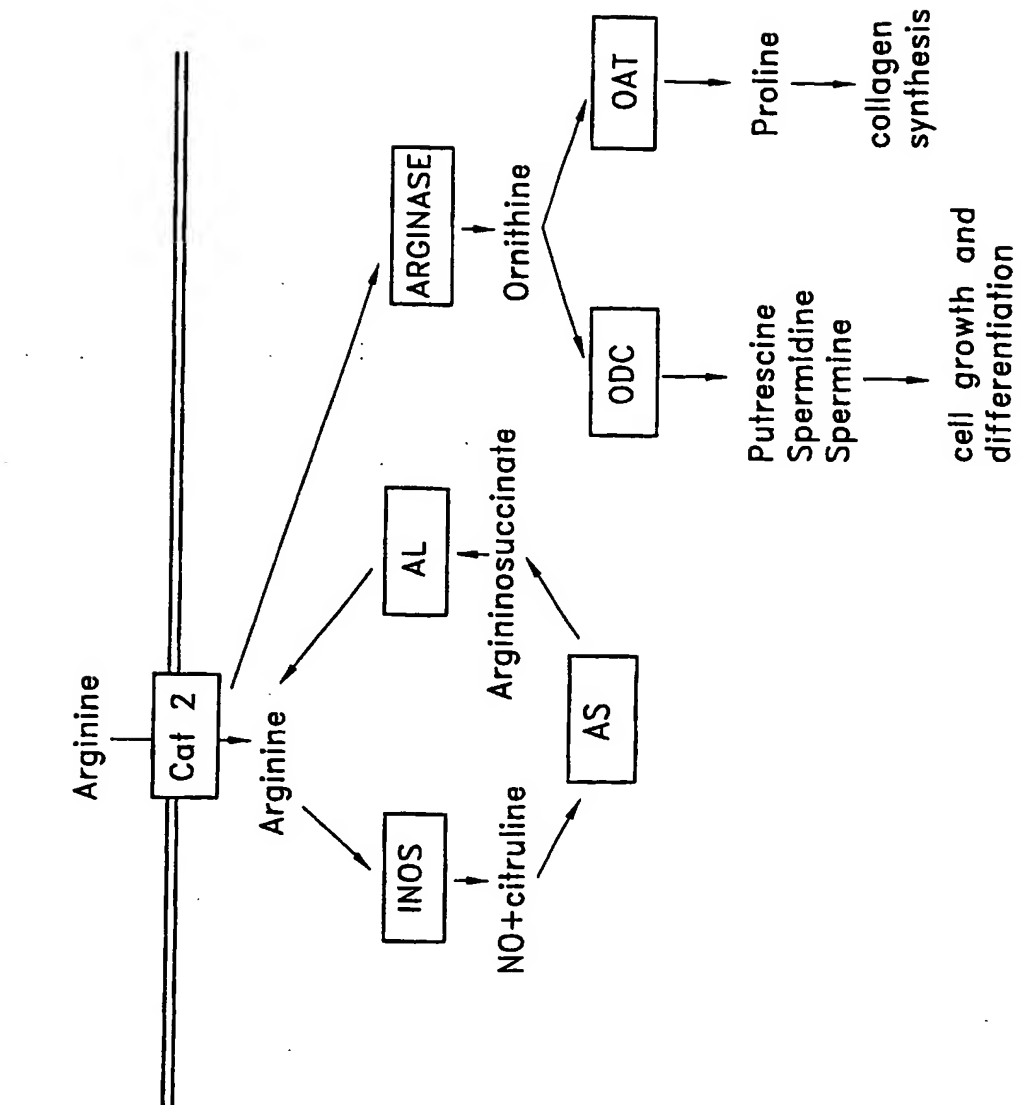 Arginine
Cat 2
Arginine
INOS
AL
ARGINASE
NO+citruline
Argininosuccinate
Ornithine
AS
ODC
OAT
Putrescine
Spermidine
Spermine
Proline
cell growth and
differentiation
collagen
synthesis